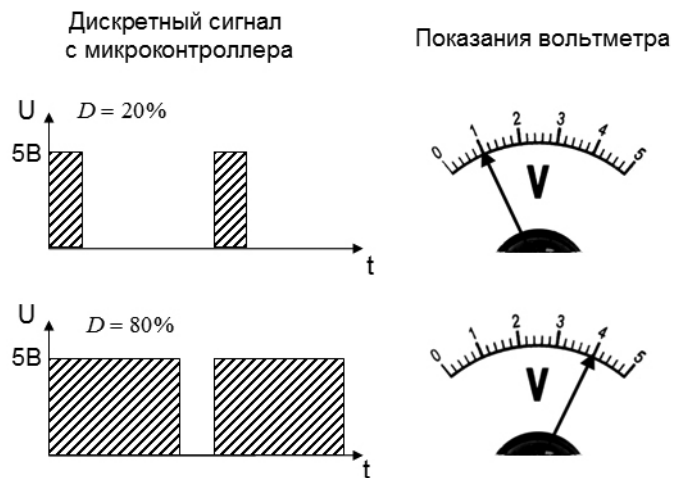 Дискретный сигнал
с микроконтроллера
Показания вольтметра
U
D = 20%
5В
t
0 1 2 3 4 5
V
U
D = 80%
5В
t
0 1 2 3 4 5
V